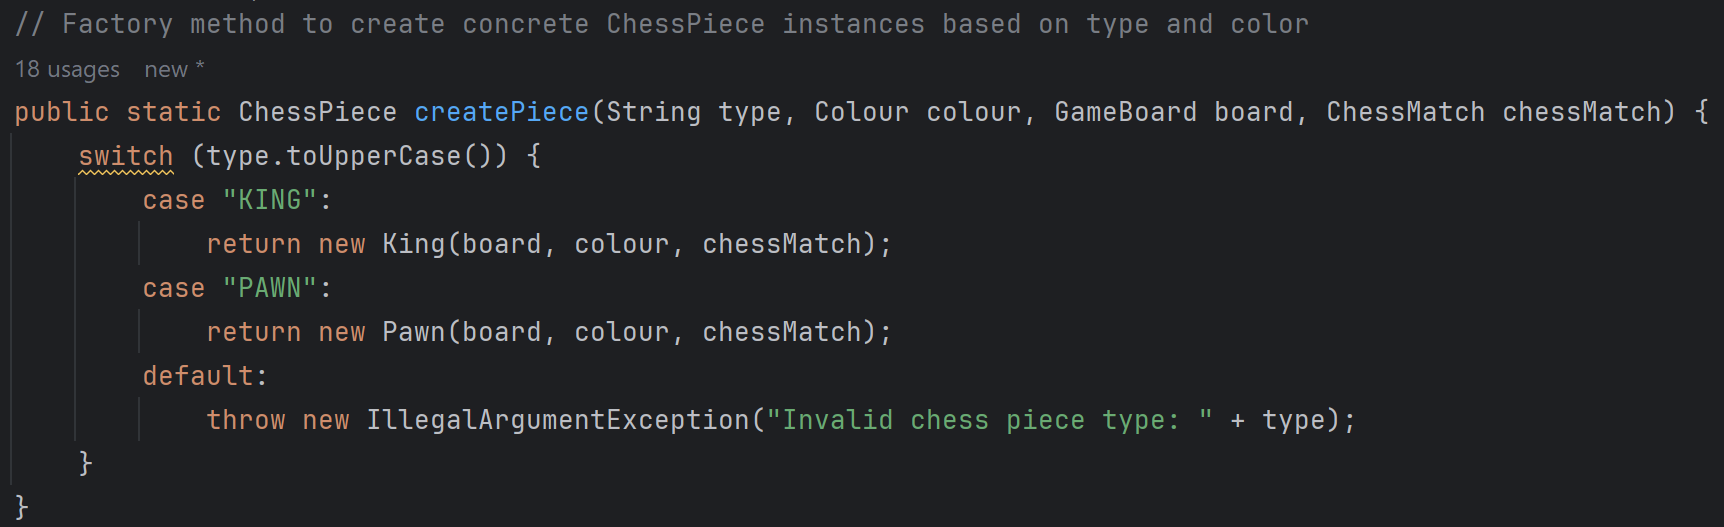 // Factory method to create concrete ChessPiece instances based on type and color
18 usages new *
public static ChessPiece createPiece(String type, Colour colour, GameBoard board, ChessMatch chessMatch) {
switch (type.toUpperCase()) {
case "KING":
return new King(board, colour, chessMatch);
case "PAWN":
return new Pawn(board, colour, chessMatch);
default:
throw new IllegalArgumentException("Invalid chess piece type: " + type);
}
}